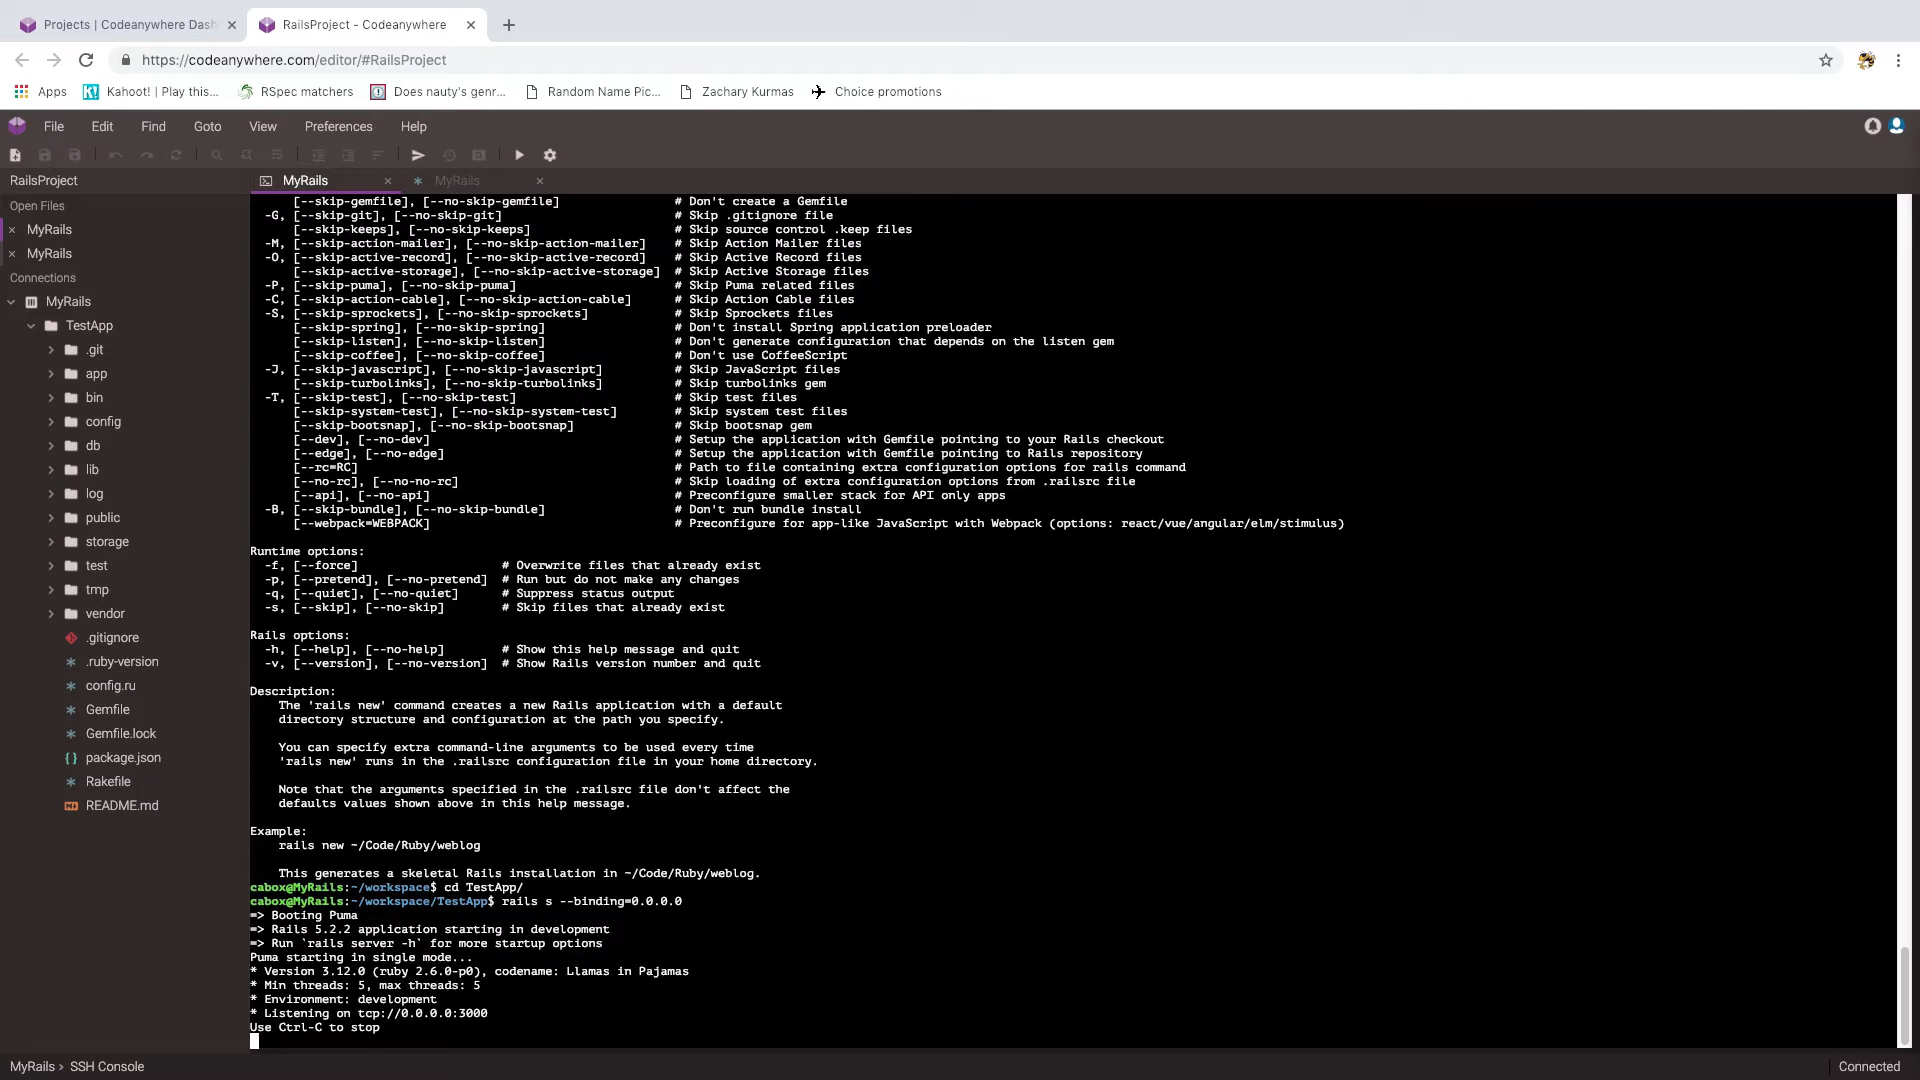 Projects | Codeanywhere Dash
RailsProject - Codeanywhere
https://codeanywhere.com/editor/#RailsProject
Apps
Kahoot! | Play this...
RSpec matchers
Does nauty's genr...
Random Name Pic...
Zachary Kurmas
Choice promotions
File Edit Find Goto View Preferences Help
RailsProject
MyRails
MyRails
Open Files
MyRails
MyRails
Connections
MyRails
TestApp
.git
app
bin
config
db
lib
log
public
storage
test
tmp
vendor
.gitignore
.ruby-version
config.ru
Gemfile
Gemfile.lock
package.json
Rakefile
README.md
[--skip-gemfile], [--no-skip-gemfile] # Don't create a Gemfile
-G, [--skip-git], [--no-skip-git] # Skip .gitignore file
[--skip-keeps], [--no-skip-keeps] # Skip source control .keep files
-M, [--skip-action-mailer], [--no-skip-action-mailer] # Skip Action Mailer files
-O, [--skip-active-record], [--no-skip-active-record] # Skip Active Record files
[--skip-active-storage], [--no-skip-active-storage] # Skip Active Storage files
-P, [--skip-puma], [--no-skip-puma] # Skip Puma related files
-C, [--skip-action-cable], [--no-skip-action-cable] # Skip Action Cable files
-S, [--skip-sprockets], [--no-skip-sprockets] # Skip Sprockets files
[--skip-spring], [--no-skip-spring] # Don't install Spring application preloader
[--skip-listen], [--no-skip-listen] # Don't generate configuration that depends on the listen gem
[--skip-coffee], [--no-skip-coffee] # Don't use CoffeeScript
-J, [--skip-javascript], [--no-skip-javascript] # Skip JavaScript files
[--skip-turbolinks], [--no-skip-turbolinks] # Skip turbolinks gem
-T, [--skip-test], [--no-skip-test] # Skip test files
[--skip-system-test], [--no-skip-system-test] # Skip system test files
[--skip-bootsnap], [--no-skip-bootsnap] # Skip bootsnap gem
[--dev], [--no-dev] # Setup the application with Gemfile pointing to your Rails checkout
[--edge], [--no-edge] # Setup the application with Gemfile pointing to Rails repository
[--rc=RC] # Path to file containing extra configuration options for rails command
[--no-rc], [--no-no-rc] # Skip loading of extra configuration options from .railsrc file
[--api], [--no-api] # Preconfigure smaller stack for API only apps
-B, [--skip-bundle], [--no-skip-bundle] # Don't run bundle install
[--webpack=WEBPACK] # Preconfigure for app-like JavaScript with Webpack (options: react/vue/angular/elm/stimulus)
Runtime options:
-f, [--force] # Overwrite files that already exist
-p, [--pretend], [--no-pretend] # Run but do not make any changes
-q, [--quiet], [--no-quiet] # Suppress status output
-s, [--skip], [--no-skip] # Skip files that already exist
Rails options:
-h, [--help], [--no-help] # Show this help message and quit
-v, [--version], [--no-version] # Show Rails version number and quit
Description:
The 'rails new' command creates a new Rails application with a default
directory structure and configuration at the path you specify.
You can specify extra command-line arguments to be used every time
'rails new' runs in the .railsrc configuration file in your home directory.
Note that the arguments specified in the .railsrc file don't affect the
defaults values shown above in this help message.
Example:
rails new ~/Code/Ruby/weblog
This generates a skeletal Rails installation in ~/Code/Ruby/weblog.
cabox@MyRails:~/workspace$ cd TestApp/
cabox@MyRails:~/workspace/TestApp$ rails s --binding=0.0.0.0
=> Booting Puma
=> Rails 5.2.2 application starting in development
=> Run `rails server -h` for more startup options
Puma starting in single mode...
* Version 3.12.0 (ruby 2.6.0-p0), codename: Llamas in Pajamas
* Min threads: 5, max threads: 5
* Environment: development
* Listening on tcp://0.0.0.0:3000
Use Ctrl-C to stop
MyRails › SSH Console
Connected